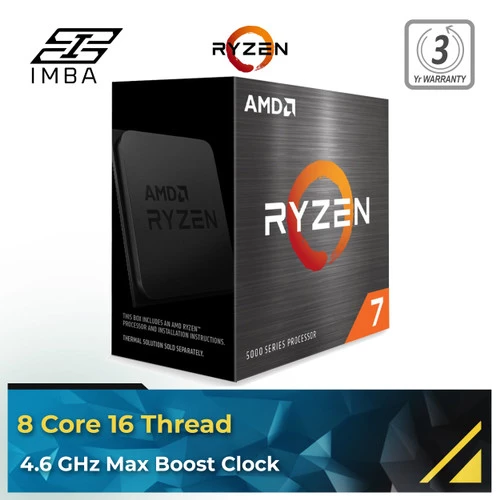 IMBA
RYZEN
3
Yr WARRANTY
AMD
RYZEN
AMD
RYZEN
THIS BOX INCLUDES AN AMD RYZEN™
PROCESSOR AND INSTALLATION INSTRUCTIONS.
THERMAL SOLUTION SOLD SEPARATELY.
7
5000 SERIES PROCESSOR
8 Core 16 Thread
4.6 GHz Max Boost Clock